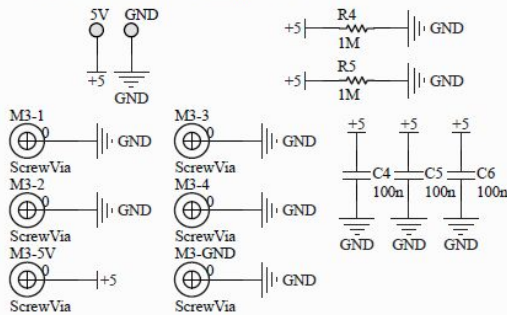 5V GND
+5
GND
+5 R4 GND
1M
+5 R5 GND
1M
M3-1
0 GND
ScrewVia
M3-3
0 GND
ScrewVia
M3-2
0 GND
ScrewVia
M3-4
0 GND
ScrewVia
M3-5V
0 +5
ScrewVia
M3-GND
0 GND
ScrewVia
+5 +5 +5
C4 C5 C6
100n 100n 100n
GND GND GND